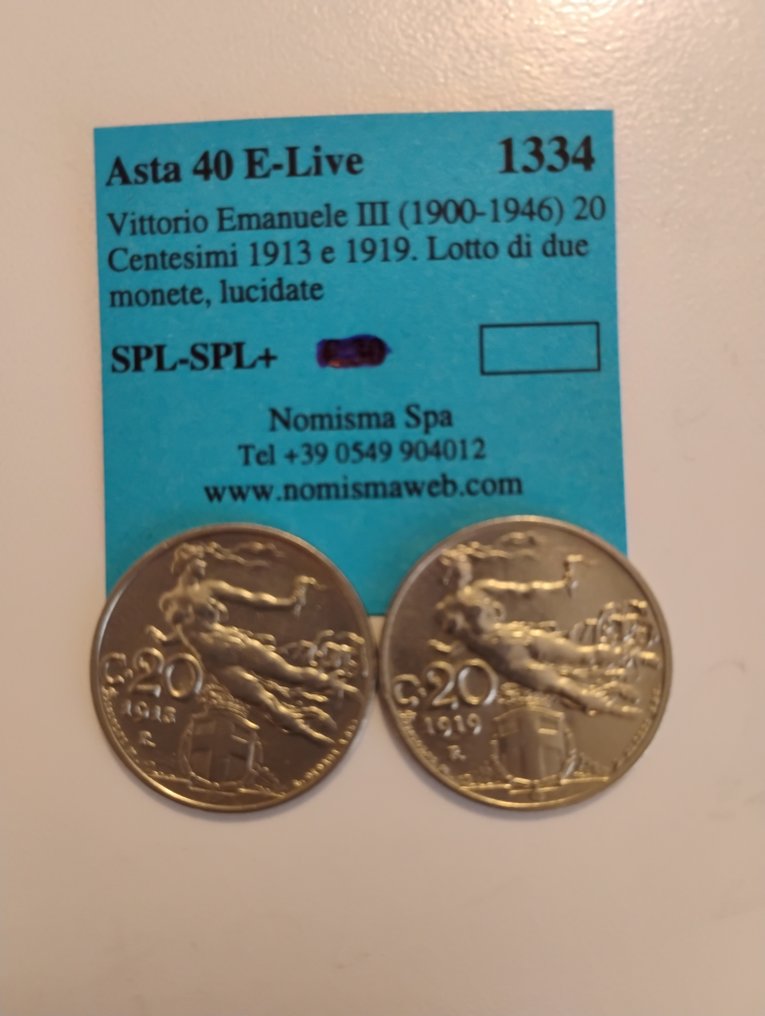 Asta 40 E-Live 1334
Vittorio Emanuele III (1900-1946) 20
Centesimi 1913 e 1919. Lotto di due
monete, lucidate
SPL-SPL+
Nomisma Spa
Tel +39 0549 904012
www.nomismaweb.com
C·20 C·20
1913 1919
R R